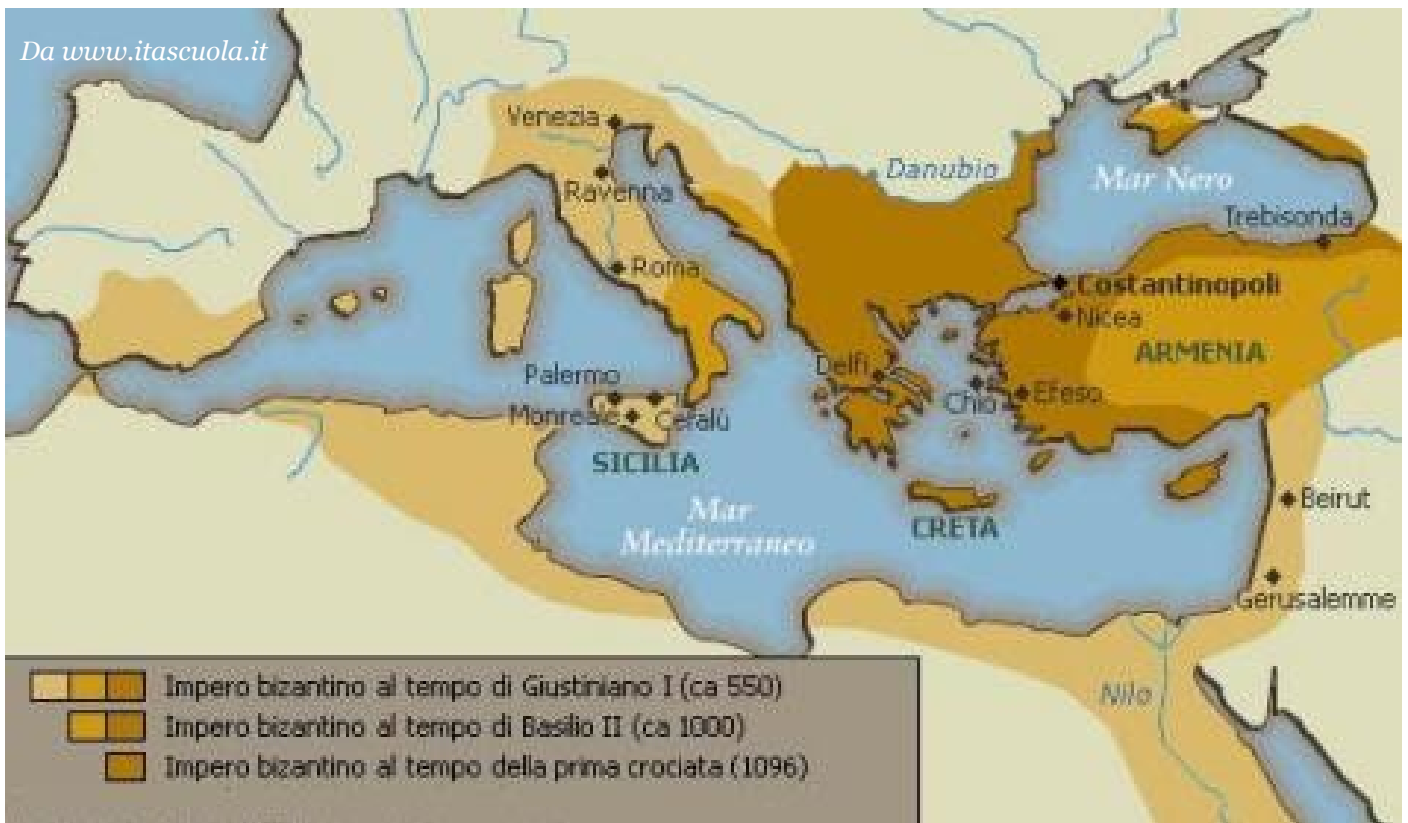 Da www.itascuola.it
Venezia
Ravenna
Danubio
Mar Nero
Trebisonda
Roma
Costantinopoli
Nicea
ARMENIA
Palermo
Monreale
Cefalù
Delfi
Chio
Efeso
SICILIA
Mar
Mediterraneo
CRETA
Beirut
Gerusalemme
Nilo
Impero bizantino al tempo di Giustiniano I (ca 550)
Impero bizantino al tempo di Basilio II (ca 1000)
Impero bizantino al tempo della prima crociata (1096)